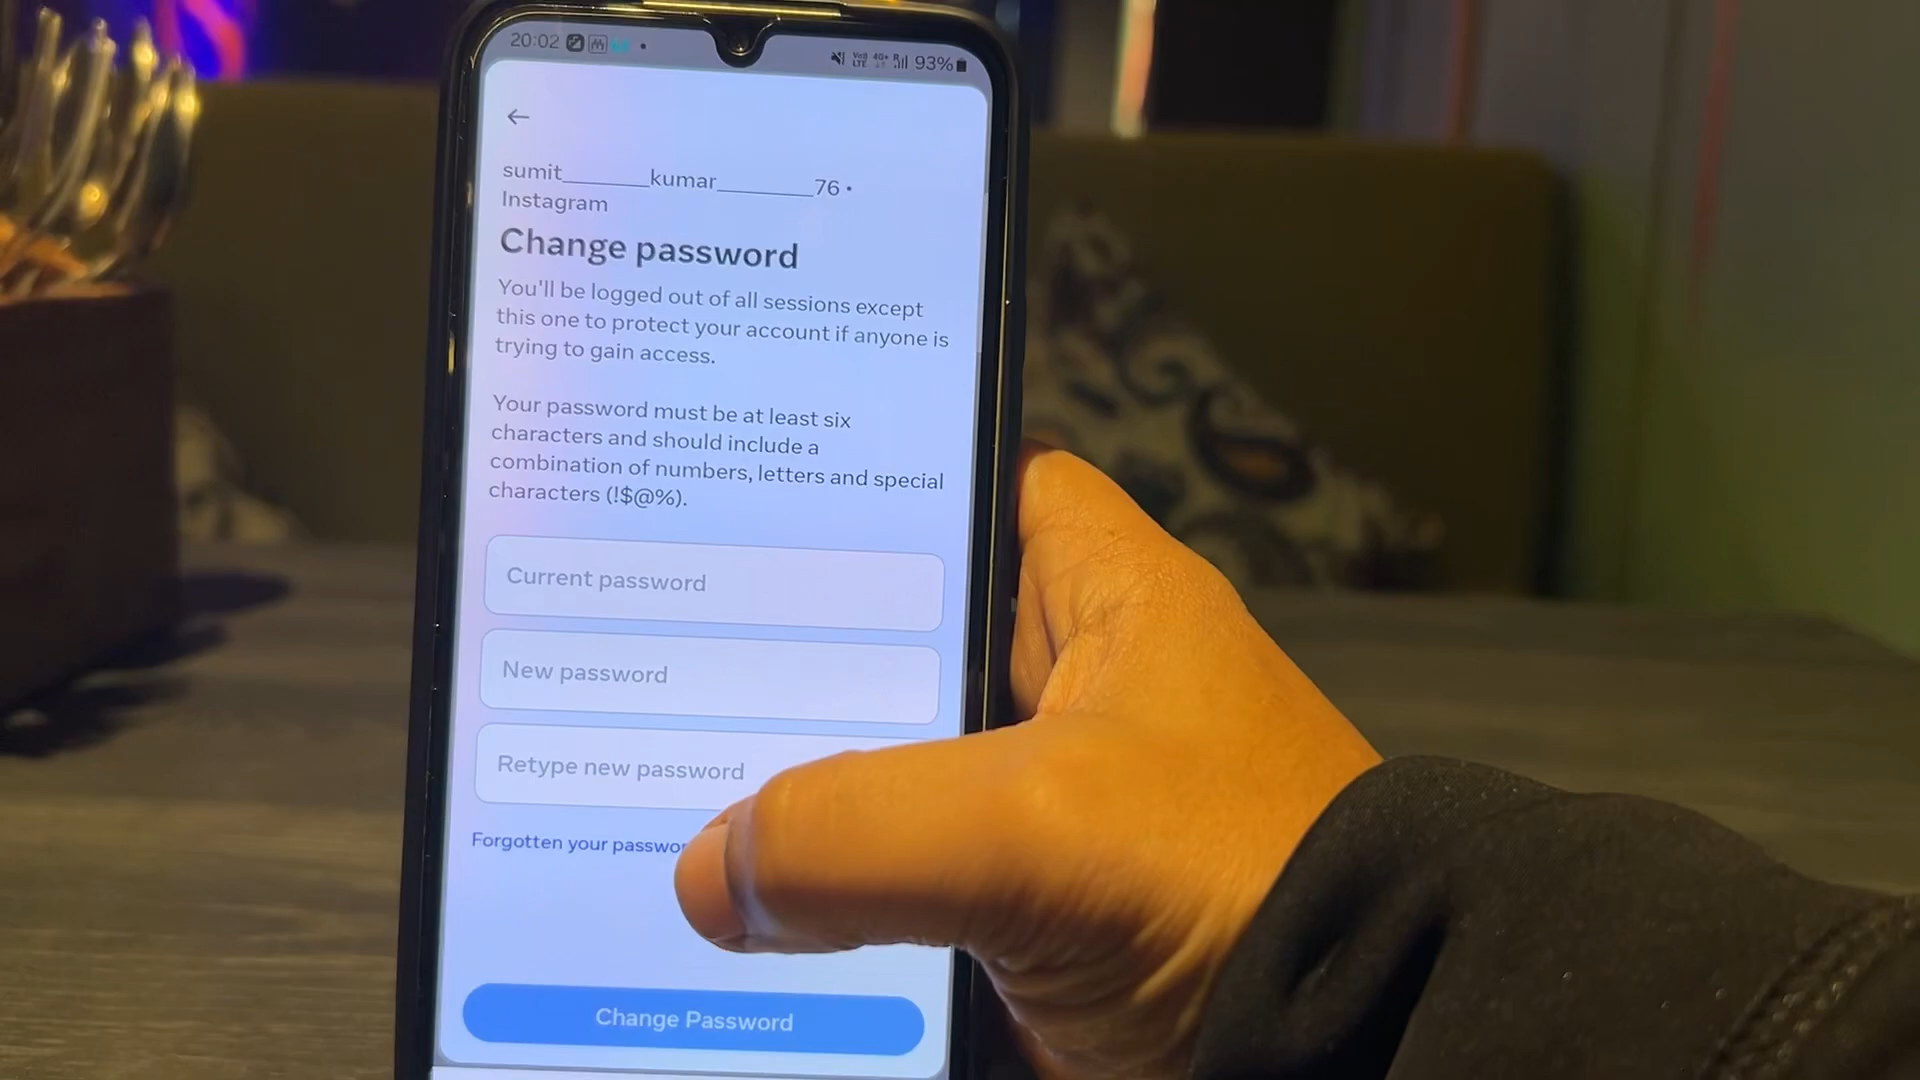 20:02
Vo) 4G+ R 93%
LTE
sumit_______kumar________76 •
Instagram
Change password
You'll be logged out of all sessions except
this one to protect your account if anyone is
trying to gain access.
Your password must be at least six
characters and should include a
combination of numbers, letters and special
characters (!$@%).
Current password
New password
Retype new password
Forgotten your
Change Password